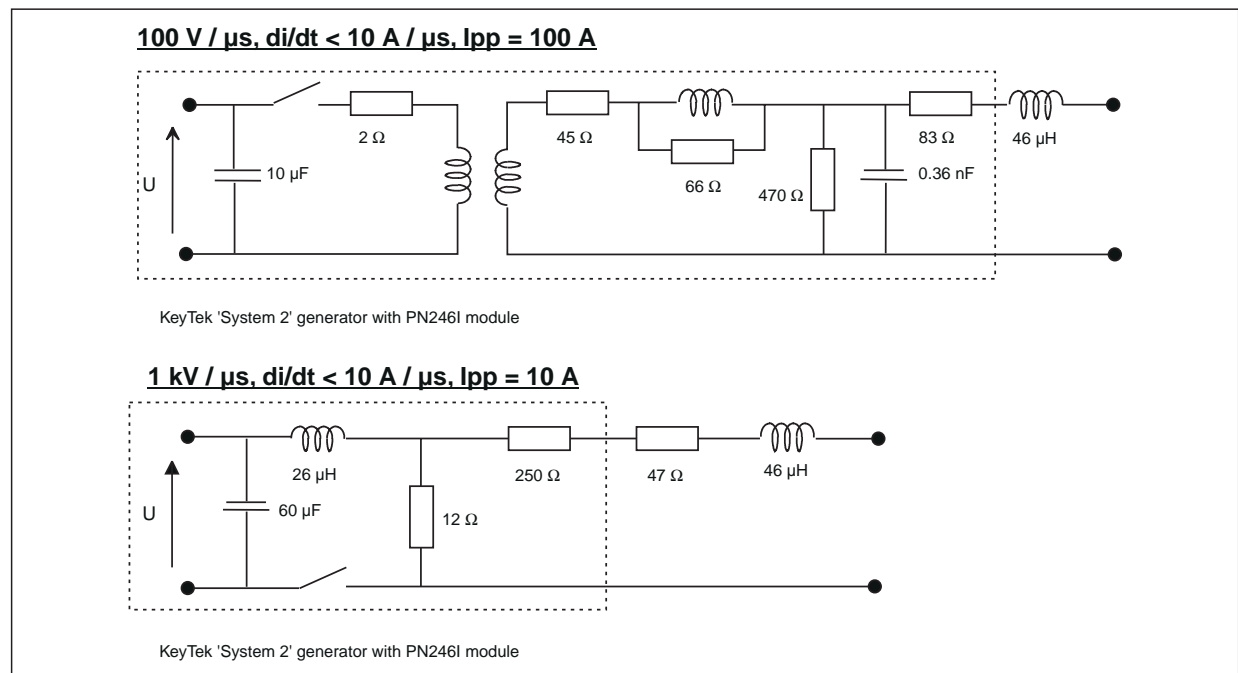 100 V / µs, di/dt < 10 A / µs, Ipp = 100 A
U
10 µF
2 Ω
45 Ω
66 Ω
470 Ω
83 Ω
0.36 nF
46 µH
KeyTek 'System 2' generator with PN246I module
1 kV / µs, di/dt < 10 A / µs, Ipp = 10 A
U
60 µF
26 µH
12 Ω
250 Ω
47 Ω
46 µH
KeyTek 'System 2' generator with PN246I module